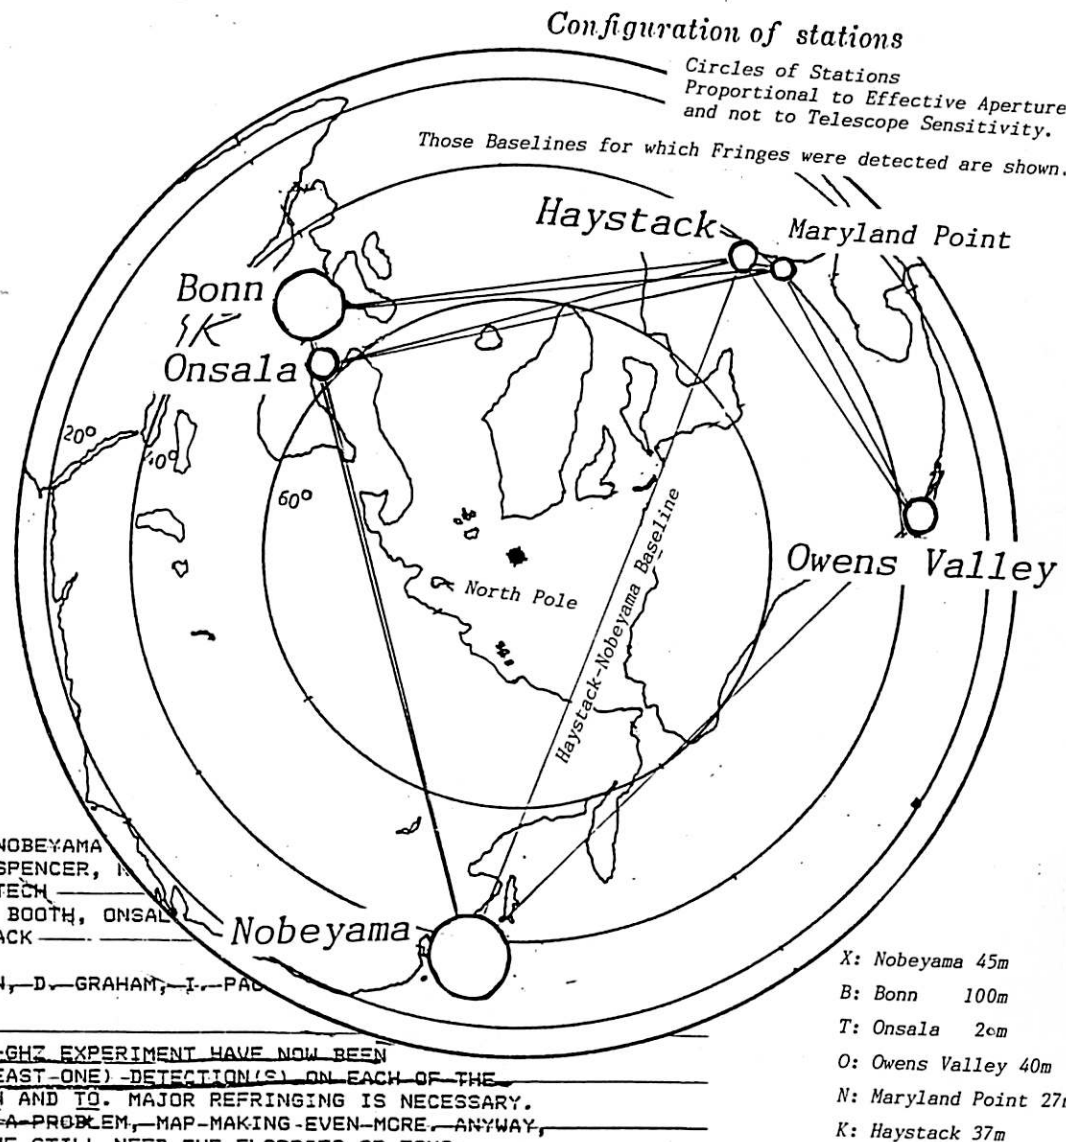 Configuration of stations
Circles of Stations
Proportional to Effective Aperture
and not to Telescope Sensitivity.
Those Baselines for which Fringes were detected are shown.
Haystack
Maryland Point
Bonn
Onsala
20°
40°
60°
North Pole
Haystack-Nobeyama Baseline
Owens Valley
Nobeyama
NOBEYAMA
SPENCER,
TECH
BOOTH, ONSAL
ACK
D. GRAHAM, I. PAU
X: Nobeyama 45m
B: Bonn 100m
T: Onsala 20m
O: Owens Valley 40m
N: Maryland Point 27m
K: Haystack 37m
-GHZ EXPERIMENT HAVE NOW BEEN
EAST-ONE) DETECTION(S) ON EACH OF THE
AND TO. MAJOR REFRINGING IS NECESSARY.
A PROBLEM, MAP-MAKING EVEN MORE. ANYWAY,
STILL NEED THE